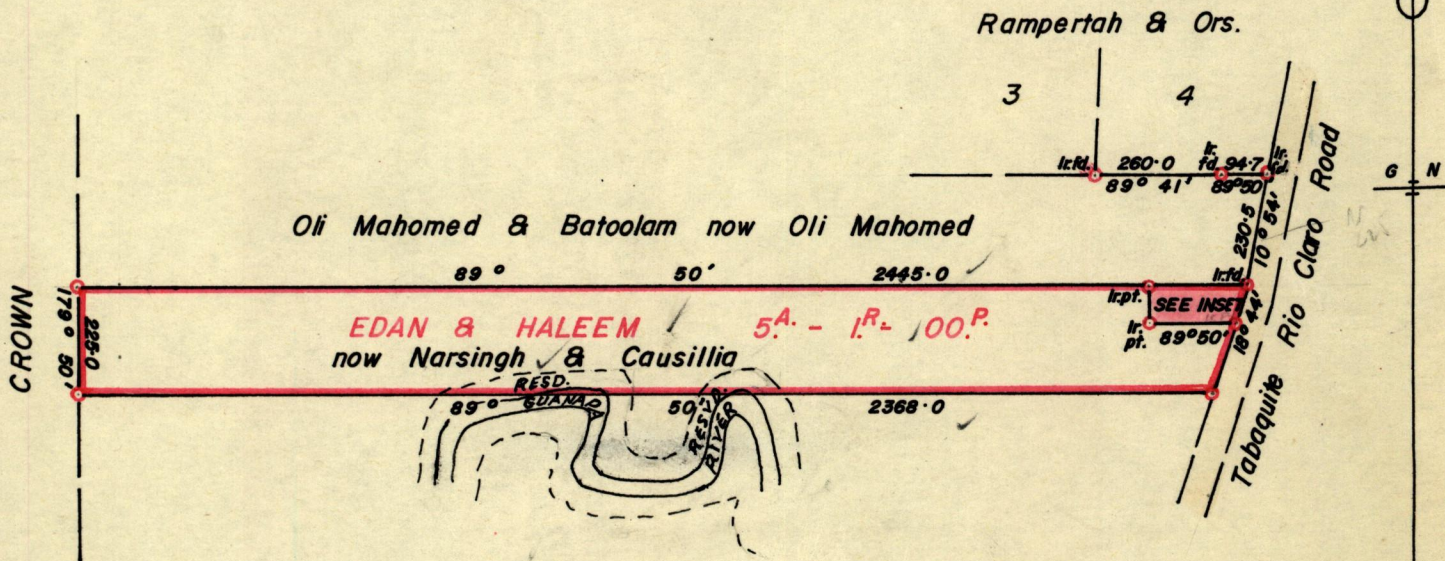 Rampertah & Ors.
3 4
Ir.fd. 260·0 Ir. fd. 94·7 Ir. fd.
89° 41' 89°50'
G N
230·5
10° 54'
Oli Mahomed & Batoolam now Oli Mahomed
89° 50' 2445·0
Ir.fd.
CROWN
179° 50'
225·0
EDAN & HALEEM 5A. - 1R. - 00.P.
now Narsingh & Causillia
Ir.pt. SEE INSET
Ir. pt. 89°50'
18° 44'
Tabaquite Rio Claro Road
RESD.
GUANAPA
RESVD.
RIVER
89° 50' 2368·0